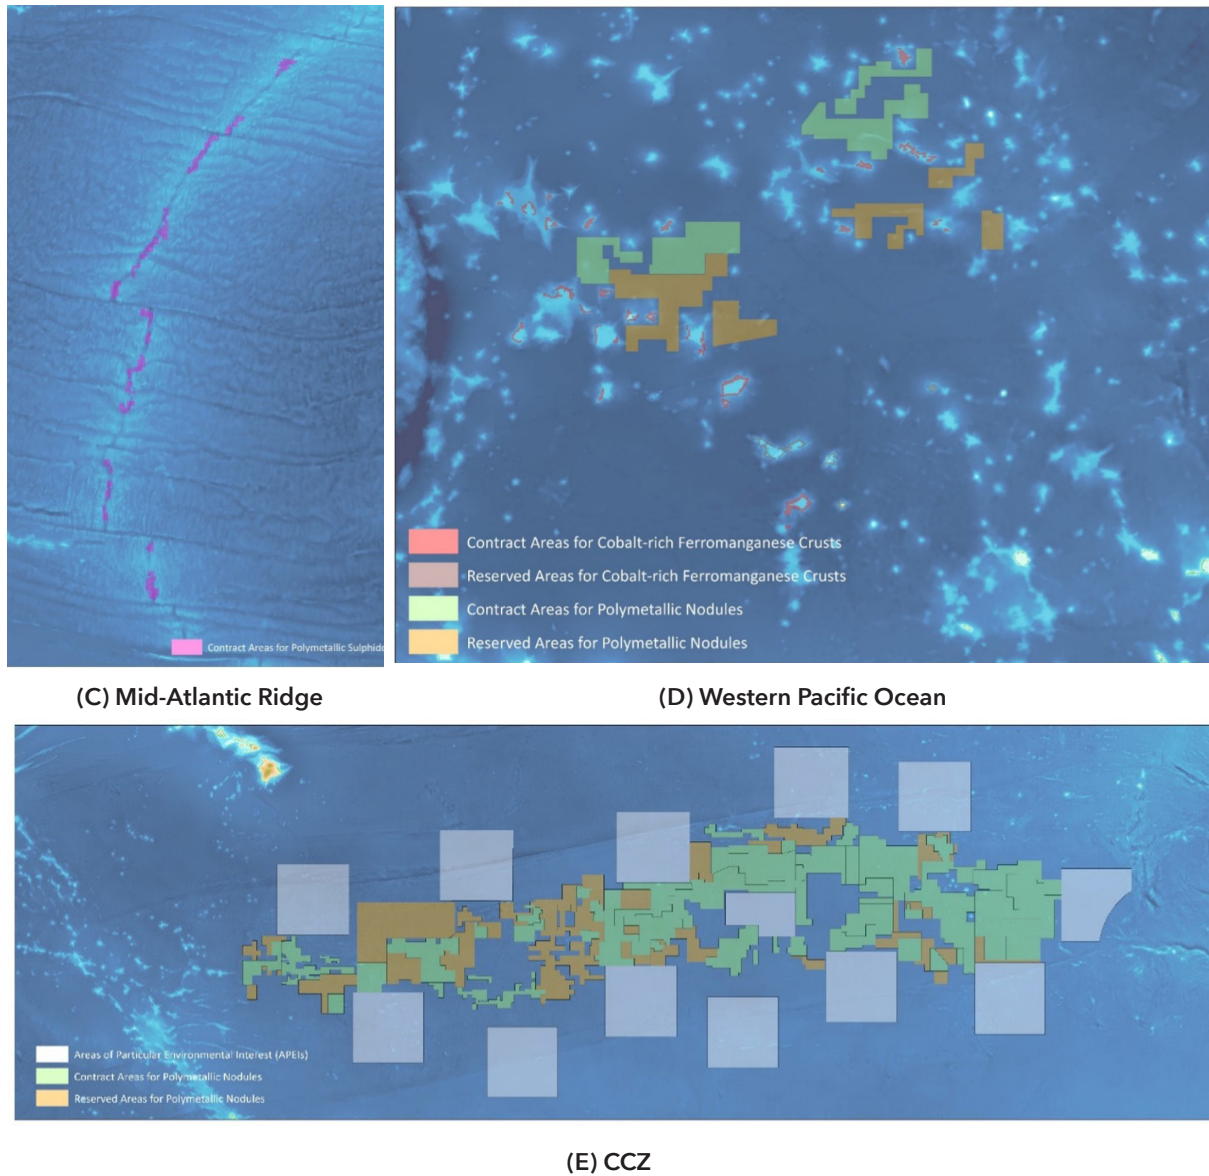 Contract Areas for Polymetallic Sulphide
Contract Areas for Cobalt-rich Ferromanganese Crusts
Reserved Areas for Cobalt-rich Ferromanganese Crusts
Contract Areas for Polymetallic Nodules
Reserved Areas for Polymetallic Nodules
(C) Mid-Atlantic Ridge
(D) Western Pacific Ocean
Areas of Particular Environmental Interest (APEIs)
Contract Areas for Polymetallic Nodules
Reserved Areas for Polymetallic Nodules
(E) CCZ